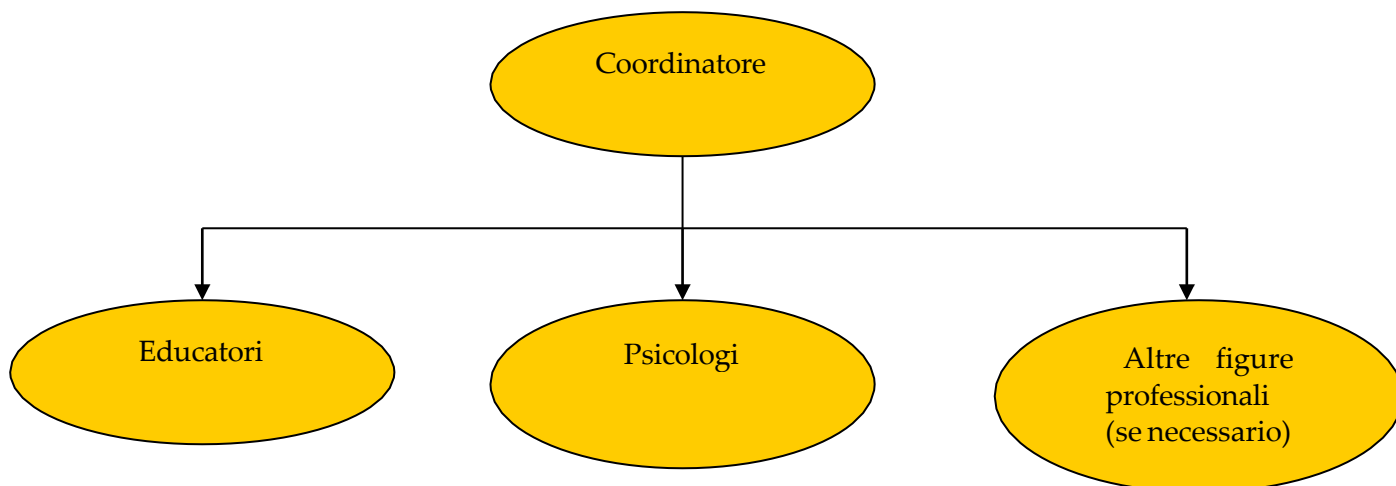 Coordinatore
Educatori
Psicologi
Altre figure
professionali
(se necessario)